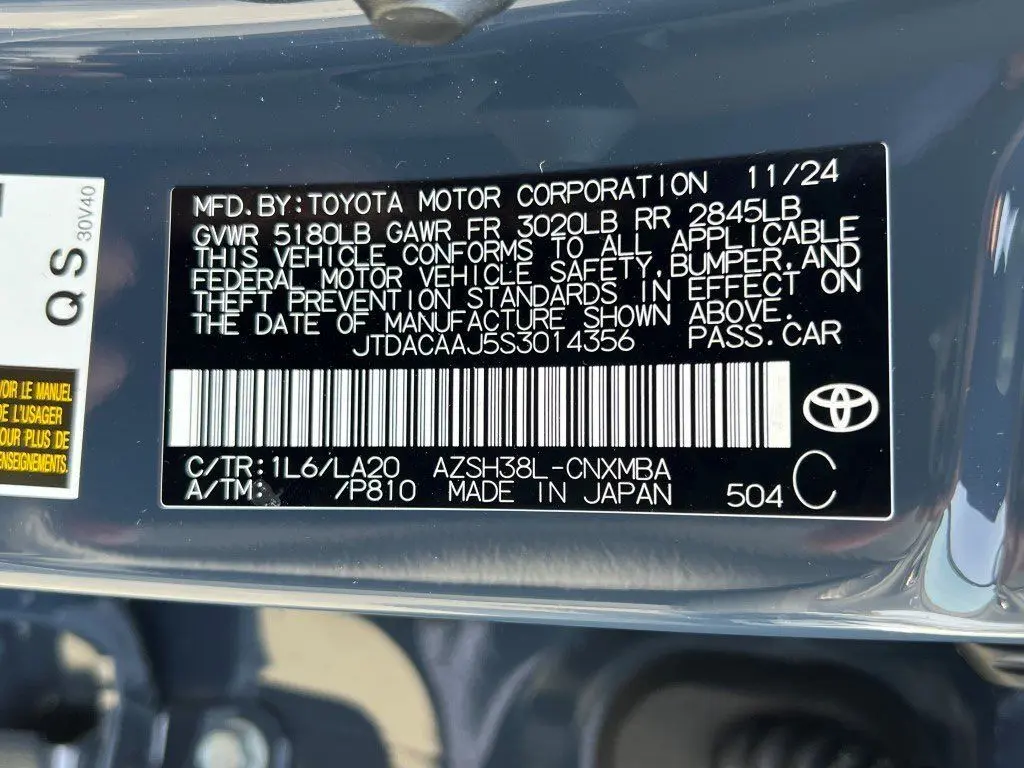 MFD.BY:TOYOTA MOTOR CORPORATION 11/24
GVWR 5180LB GAWR FR 3020LB RR 2845LB
THIS VEHICLE CONFORMS TO ALL APPLICABLE
FEDERAL MOTOR VEHICLE SAFETY,BUMPER,AND
THEFT PREVENTION STANDARDS IN EFFECT ON
THE DATE OF MANUFACTURE SHOWN ABOVE.
JTDACAAJ5S3014356 PASS.CAR
C/TR:1L6/LA20 AZSH38L-CNXMBA
A/TM: /P810 MADE IN JAPAN 504 C
QS
30V40
VOIR LE MANUEL
DE L'USAGER
POUR PLUS DE
RENSEIGNEMENTS.